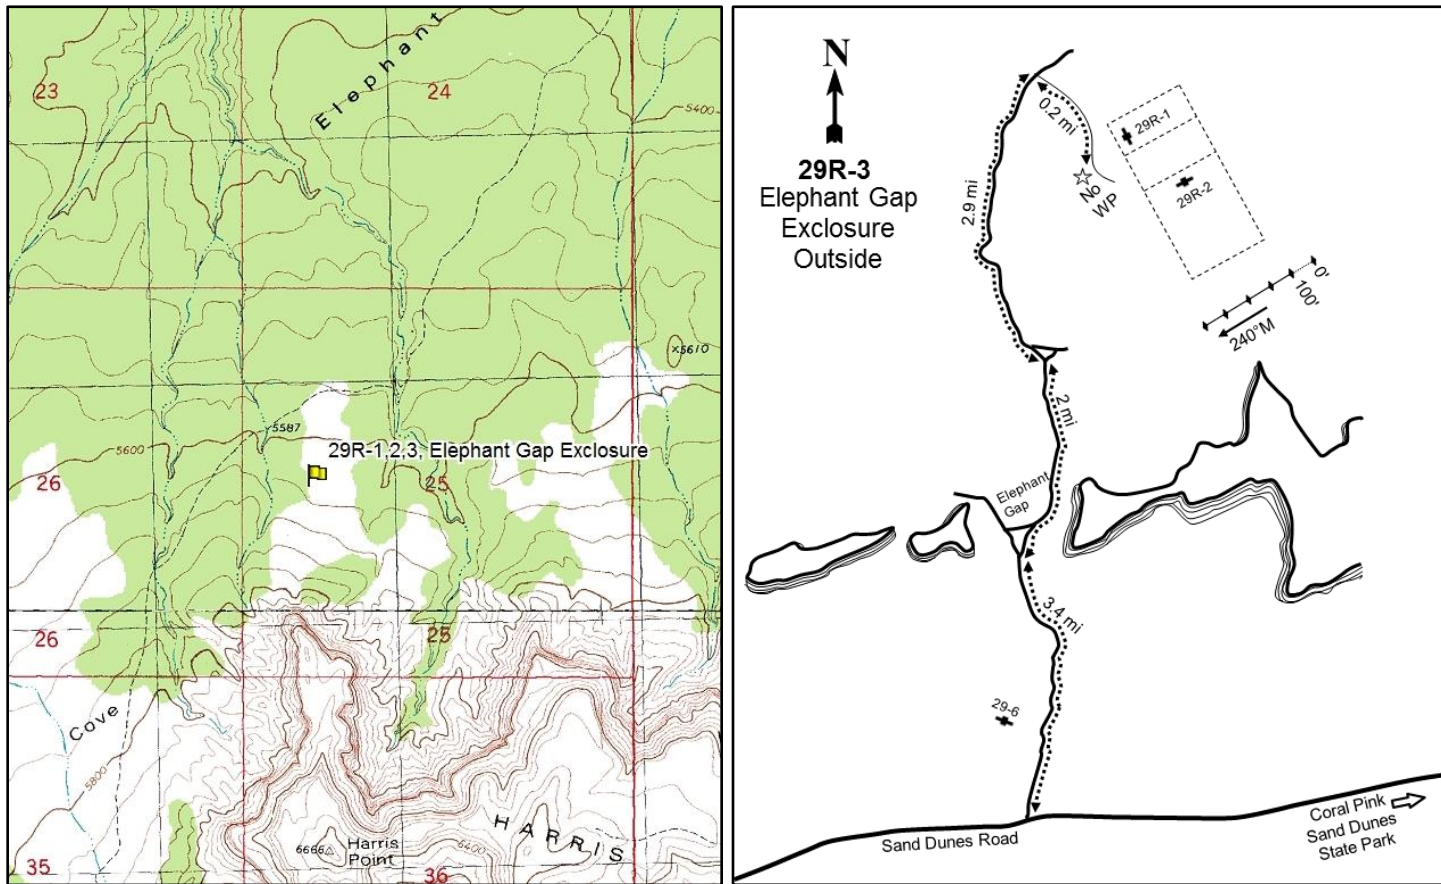 Elephant
23
24
5400
×5610
5587
5600
29R-1,2,3, Elephant Gap Exclosure
26
25
26
25
Cove
5800
HARRIS
6666
Harris
Point
6400
35
36
N
29R-3
Elephant Gap
Exclosure
Outside
0.2 mi
29R-1
29R-2
No
WP
2.9 mi
0'
100'
240°M
2 mi
Elephant
Gap
3.4 mi
29-6
Sand Dunes Road
Coral Pink
Sand Dunes
State Park